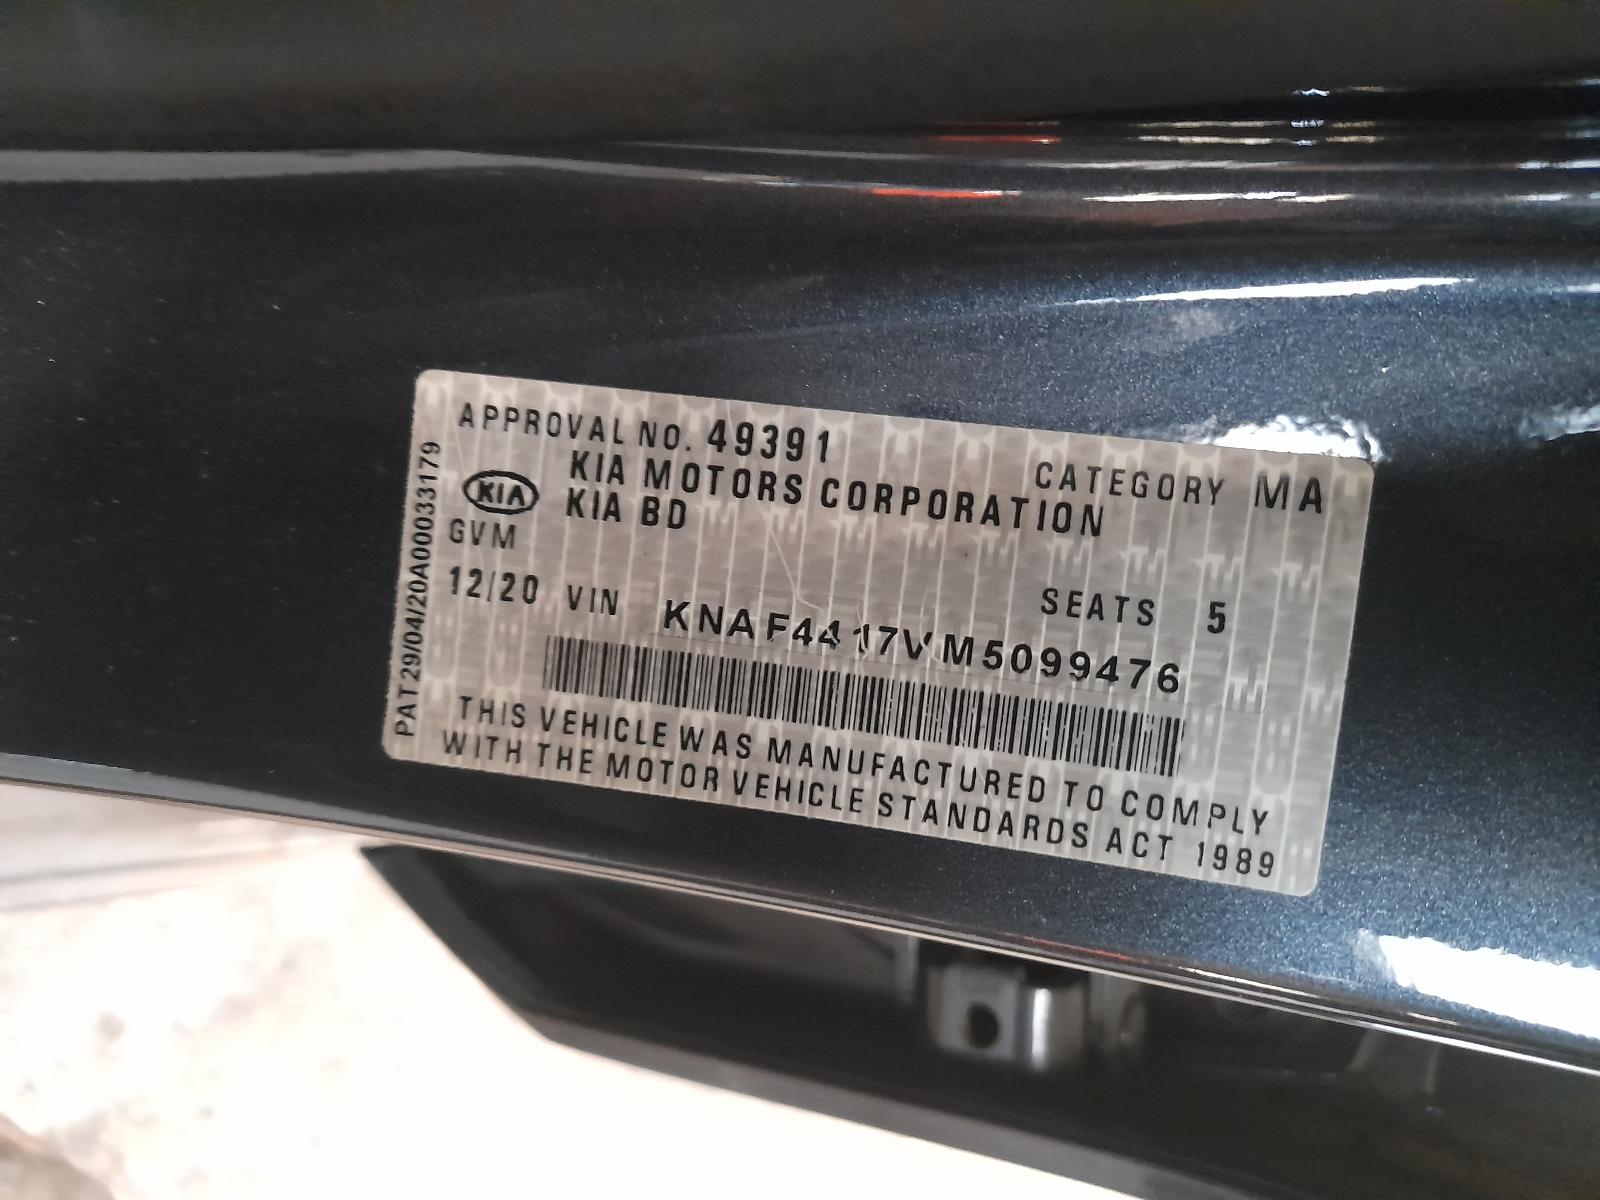 APPROVAL NO. 49391 CATEGORY MA
KIA KIA MOTORS CORPORATION
KIA BD
GVM
SEATS 5
12/20 VIN KNAF4417VM5099476
THIS VEHICLE WAS MANUFACTURED TO COMPLY
WITH THE MOTOR VEHICLE STANDARDS ACT 1989
PAT29/04/20A00033179